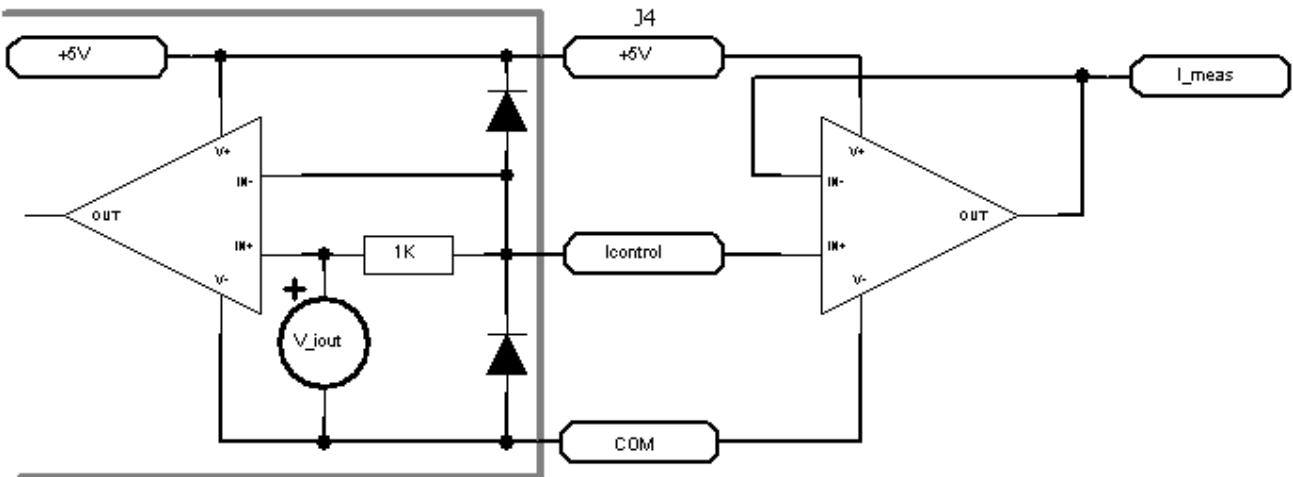 J4
+5V
+5V
I_meas
V+
IN-
OUT
IN+
V-
1K
+
V_iout
Icontrol
V+
IN-
OUT
IN+
V-
COM